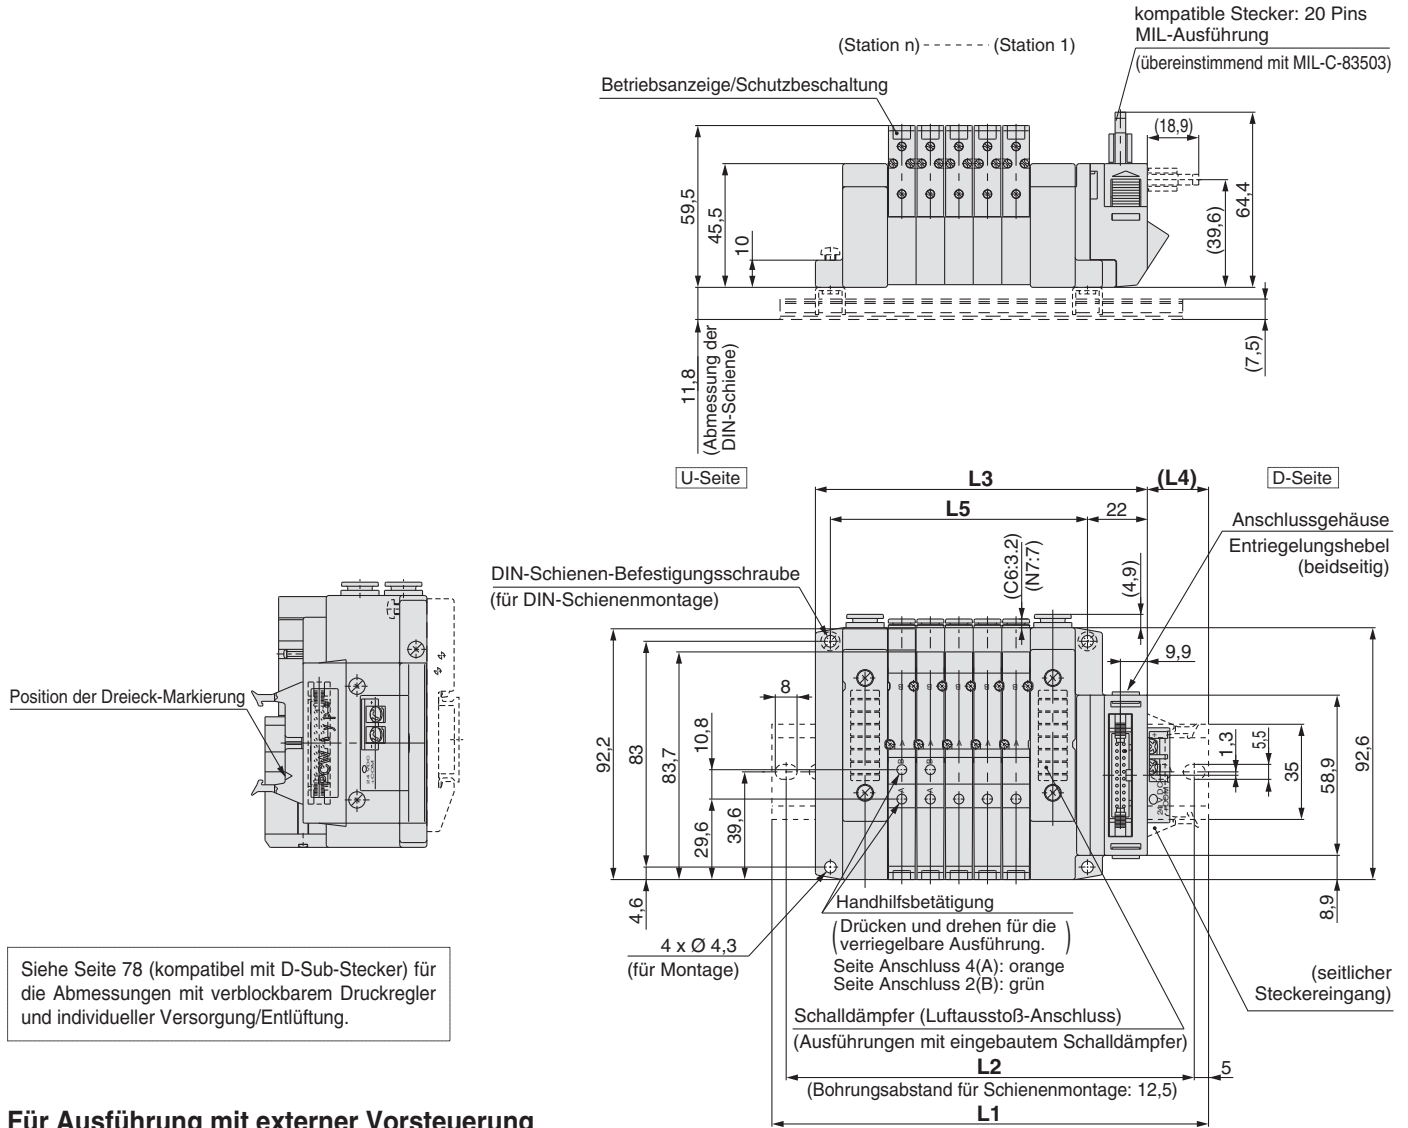 kompatible Stecker: 20 Pins
MIL-Ausführung
(übereinstimmend mit MIL-C-83503)
(Station n) - - - - - - (Station 1)
Betriebsanzeige/Schutzbeschaltung
(18,9)
59,5
45,5
10
(39,6)
64,4
11,8
(Abmessung der
DIN-Schiene)
(7,5)
U-Seite
L3
(L4)
D-Seite
L5
22
Anschlussgehäuse
Entriegelungshebel
(beidseitig)
(C6:3.2)
(N7:7)
(4,9)
DIN-Schienen-Befestigungsschraube
(für DIN-Schienenmontage)
9,9
Position der Dreieck-Markierung
8
92,2
83
83,7
10,8
29,6
39,6
4,6
1,3
5,5
35
58,9
92,6
8,9
Handhilfsbetätigung
(Drücken und drehen für die
verriegelbare Ausführung.)
Seite Anschluss 4(A): orange
Seite Anschluss 2(B): grün
4 x Ø 4,3
(für Montage)
(seitlicher
Steckereingang)
Schalldämpfer (Luftausstoß-Anschluss)
(Ausführungen mit eingebautem Schalldämpfer)
L2
5
(Bohrungsabstand für Schienenmontage: 12,5)
L1
Siehe Seite 78 (kompatibel mit D-Sub-Stecker) für
die Abmessungen mit verblockbarem Druckregler
und individueller Versorgung/Entlüftung.
Für Ausführung mit externer Vorsteuerung